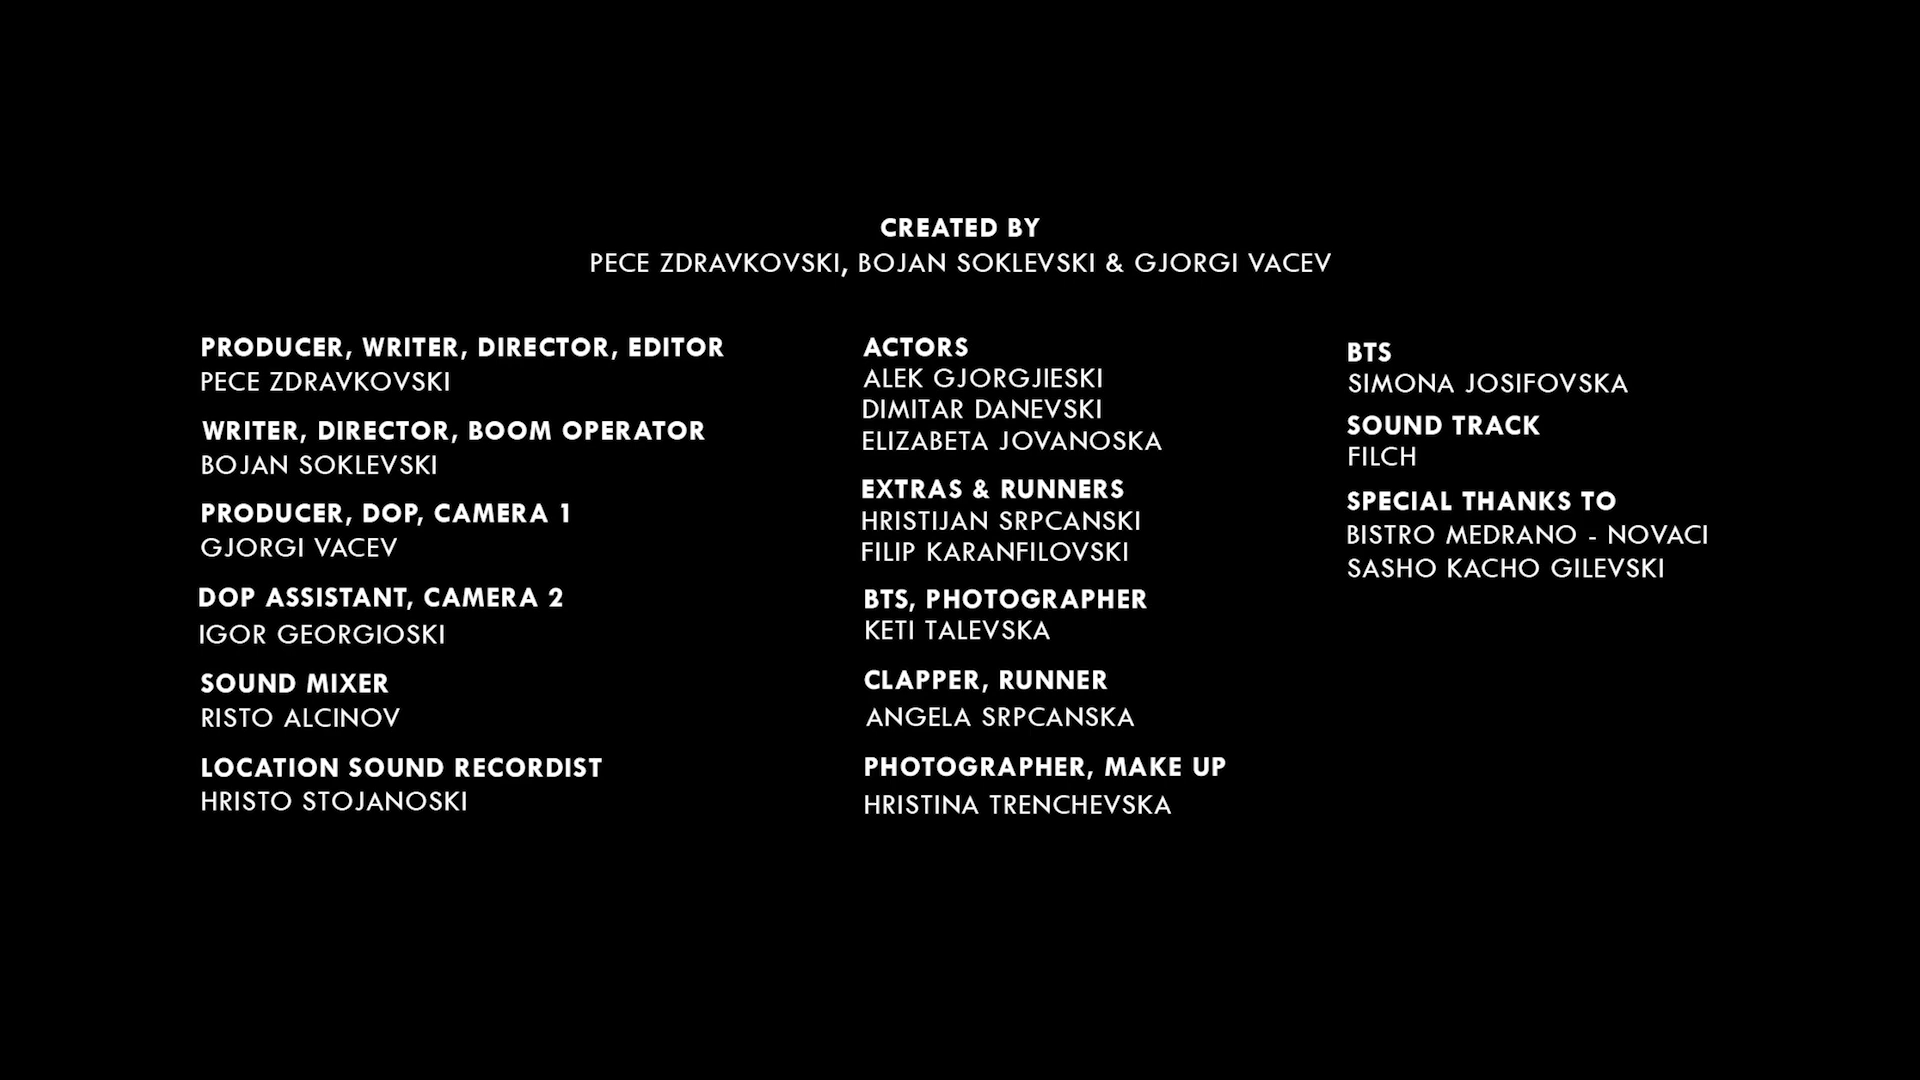 CREATED BY
PECE ZDRAVKOVSKI, BOJAN SOKLEVSKI & GJORGI VACEV
PRODUCER, WRITER, DIRECTOR, EDITOR
PECE ZDRAVKOVSKI
WRITER, DIRECTOR, BOOM OPERATOR
BOJAN SOKLEVSKI
PRODUCER, DOP, CAMERA 1
GJORGI VACEV
DOP ASSISTANT, CAMERA 2
IGOR GEORGIOSKI
SOUND MIXER
RISTO ALCINOV
LOCATION SOUND RECORDIST
HRISTO STOJANOSKI
ACTORS
ALEK GJORGJIESKI
DIMITAR DANEVSKI
ELIZABETA JOVANOSKA
EXTRAS & RUNNERS
HRISTIJAN SRPCANSKI
FILIP KARANFILOVSKI
BTS, PHOTOGRAPHER
KETI TALEVSKA
CLAPPER, RUNNER
ANGELA SRPCANSKA
PHOTOGRAPHER, MAKE UP
HRISTINA TRENCHEVSKA
BTS
SIMONA JOSIFOVSKA
SOUND TRACK
FILCH
SPECIAL THANKS TO
BISTRO MEDRANO - NOVACI
SASHO KACHO GILEVSKI